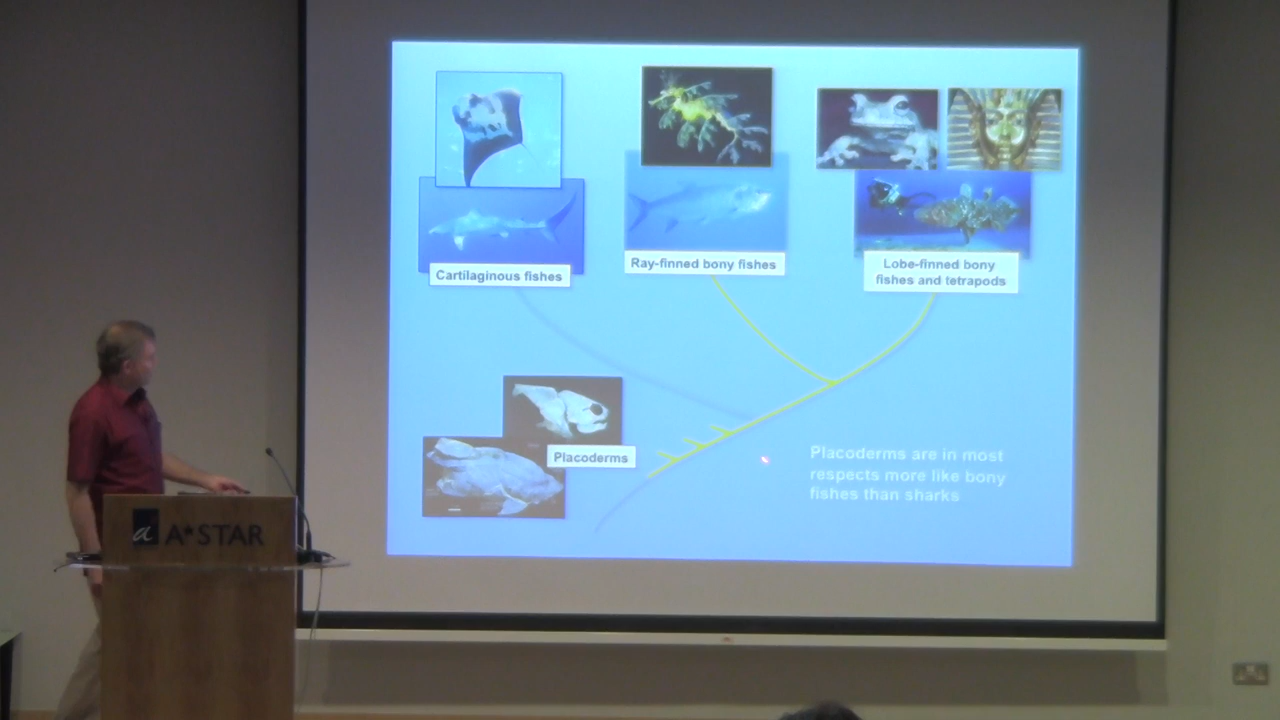 Cartilaginous fishes
Ray-finned bony fishes
Lobe-finned bony
fishes and tetrapods
Placoderms
Placoderms are in most
respects more like bony
fishes than sharks
a A*STAR